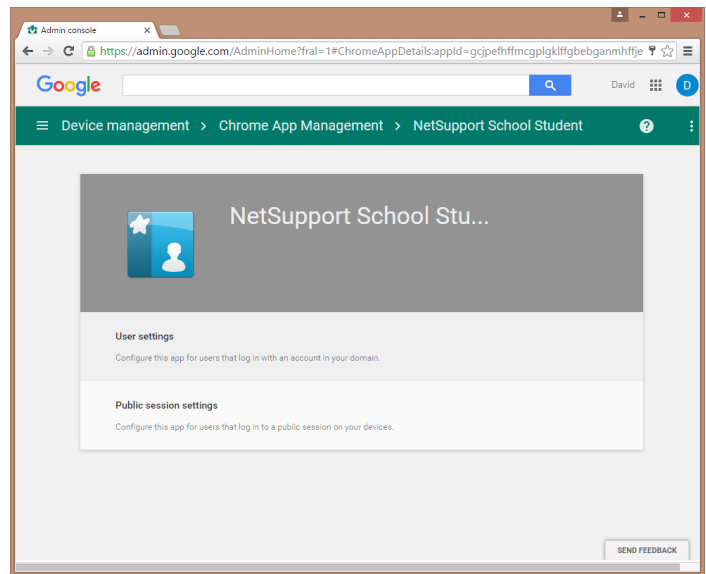 Admin console
https://admin.google.com/AdminHome?fral=1#ChromeAppDetails:appId=gcjpefhffmcgplgklffgbebganmhffje
Google
David
D
Device management > Chrome App Management > NetSupport School Student
NetSupport School Stu...
User settings
Configure this app for users that log in with an account in your domain.
Public session settings
Configure this app for users that log in to a public session on your devices.
SEND FEEDBACK